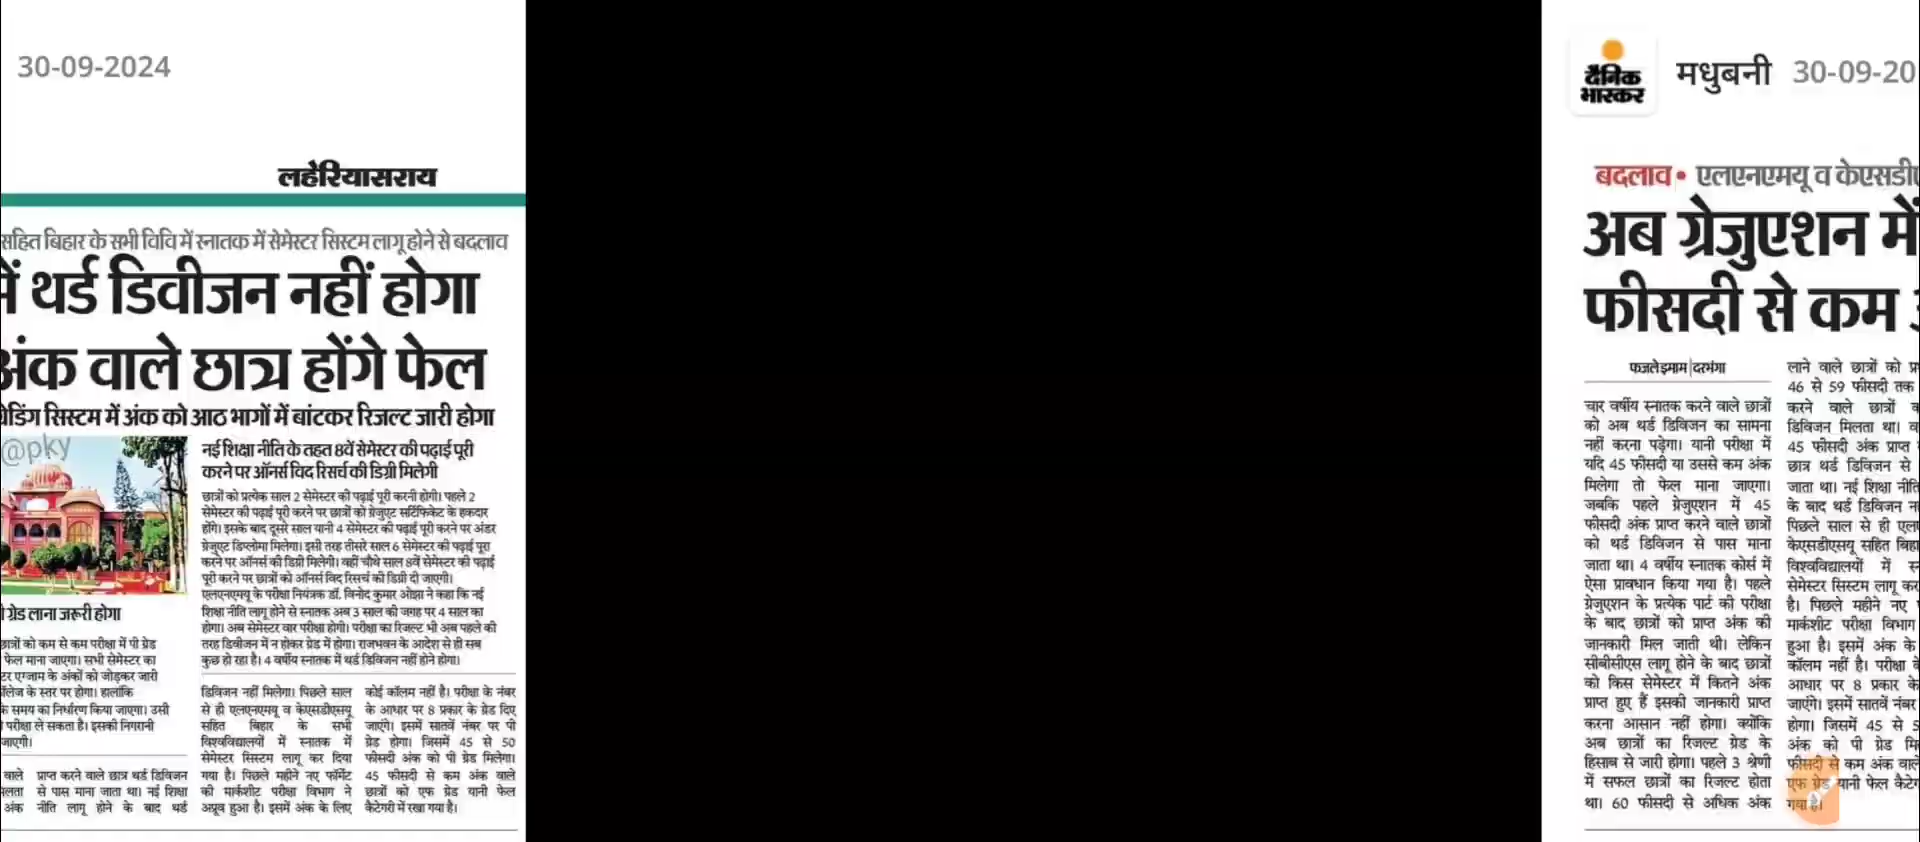 30-09-2024
लहेरियासराय
सहित बिहार के सभी विवि में स्नातक में सेमेस्टर सिस्टम लागू होने से बदलाव
में थर्ड डिवीजन नहीं होगा
अंक वाले छात्र होंगे फेल
ग्रेडिंग सिस्टम में अंक को आठ भागों में बांटकर रिजल्ट जारी होगा
@pky
ग्रेड लाना जरूरी होगा
छात्रों को कम से कम परीक्षा में पी ग्रेड
फेल माना जाएगा। सभी सेमेस्टर का
टर एग्जाम के अंकों को जोड़कर जारी
लेज के स्तर पर होगा। हालांकि
के समय का निर्धारण किया जाएगा। उसी
परीक्षा ले सकता है। इसकी निगरानी
जाएगी।
वाले
मलता
अंक
प्राप्त करने वाले छात्र थर्ड डिविजन
से पास माना जाता था। नई शिक्षा
नीति लागू होने के बाद थर्ड
नई शिक्षा नीति के तहत 8वें सेमेस्टर की पढ़ाई पूरी
करने पर ऑनर्स विद रिसर्च की डिग्री मिलेगी
छात्रों को प्रत्येक साल 2 सेमेस्टर की पढ़ाई पूरी करनी होगी। पहले 2
सेमेस्टर की पढ़ाई पूरी करने पर छात्रों को ग्रेजुएट सर्टिफिकेट के हकदार
होंगे। इसके बाद दूसरे साल यानी 4 सेमेस्टर की पढ़ाई पूरी करने पर अंडर
ग्रेजुएट डिप्लोमा मिलेगा। इसी तरह तीसरे साल 6 सेमेस्टर की पढ़ाई पूरा
करने पर ऑनर्स की डिग्री मिलेगी। वहीं चौथे साल 8वें सेमेस्टर की पढ़ाई
पूरी करने पर छात्रों को ऑनर्स विद रिसर्च की डिग्री दी जाएगी।
एलएनएमयू के परीक्षा नियंत्रक डॉ. विनोद कुमार ओझा ने कहा कि नई
शिक्षा नीति लागू होने से स्नातक अब 3 साल की जगह पर 4 साल का
होगा। अब सेमेस्टर वार परीक्षा होगी। परीक्षा का रिजल्ट भी अब पहले की
तरह डिवीजन में न होकर ग्रेड में होगा। राजभवन के आदेश से ही सब
कुछ हो रहा है। 4 वर्षीय स्नातक में थर्ड डिविजन नहीं होने होगा।
डिविजन नहीं मिलेगा। पिछले साल
से ही एलएनएमयू व केएसडीएसयू
सहित बिहार के सभी
विश्वविद्यालयों में स्नातक में
सेमेस्टर सिस्टम लागू कर दिया
गया है। पिछले महीने नए फॉर्मेट
की मार्कशीट परीक्षा विभाग ने
अप्रूव हुआ है। इसमें अंक के लिए
कोई कॉलम नहीं है। परीक्षा के नंबर
के आधार पर 8 प्रकार के ग्रेड दिए
जाएंगे। इसमें सातवें नंबर पर पी
ग्रेड होगा। जिसमें 45 से 50
फीसदी अंक को पी ग्रेड मिलेगा।
45 फीसदी से कम अंक वाले
छात्रों को एफ ग्रेड यानी फेल
कैटेगरी में रखा गया है।
दैनिक
भास्कर
मधुबनी 30-09-20
बदलाव • एलएनएमयू व केएसडीए
अब ग्रेजुएशन में
फीसदी से कम
फजले इमाम | दरभंगा
चार वर्षीय स्नातक करने वाले छात्रों
को अब थर्ड डिविजन का सामना
नहीं करना पड़ेगा। यानी परीक्षा में
यदि 45 फीसदी या उससे कम अंक
मिलेगा तो फेल माना जाएगा।
जबकि पहले ग्रेजुएशन में 45
फीसदी अंक प्राप्त करने वाले छात्रों
को थर्ड डिविजन से पास माना
जाता था। 4 वर्षीय स्नातक कोर्स में
ऐसा प्रावधान किया गया है। पहले
ग्रेजुएशन के प्रत्येक पार्ट की परीक्षा
के बाद छात्रों को प्राप्त अंक की
जानकारी मिल जाती थी। लेकिन
सीबीसीएस लागू होने के बाद छात्रों
को किस सेमेस्टर में कितने अंक
प्राप्त हुए हैं इसकी जानकारी प्राप्त
करना आसान नहीं होगा। क्योंकि
अब छात्रों का रिजल्ट ग्रेड के
हिसाब से जारी होगा। पहले 3 श्रेणी
में सफल छात्रों का रिजल्ट होता
था। 60 फीसदी से अधिक अंक
लाने वाले छात्रों को प्र
46 से 59 फीसदी तक
करने वाले छात्रों
डिविजन मिलता था। व
45 फीसदी अंक प्राप्त
छात्र थर्ड डिविजन से
जाता था। नई शिक्षा नीति
के बाद थर्ड डिविजन न
पिछले साल से ही एल
केएसडीएसयू सहित बिहा
विश्वविद्यालयों में स्न
सेमेस्टर सिस्टम लागू कर
है। पिछले महीने नए
मार्कशीट परीक्षा विभाग
हुआ है। इसमें अंक के
कॉलम नहीं है। परीक्षा के
आधार पर 8 प्रकार के
जाएंगे। इसमें सातवें नंबर
होगा। जिसमें 45 से 5
अंक को पी ग्रेड मि
फीसदी से कम अंक वाले
एफ ग्रेड यानी फेल कैटेग
गया है।